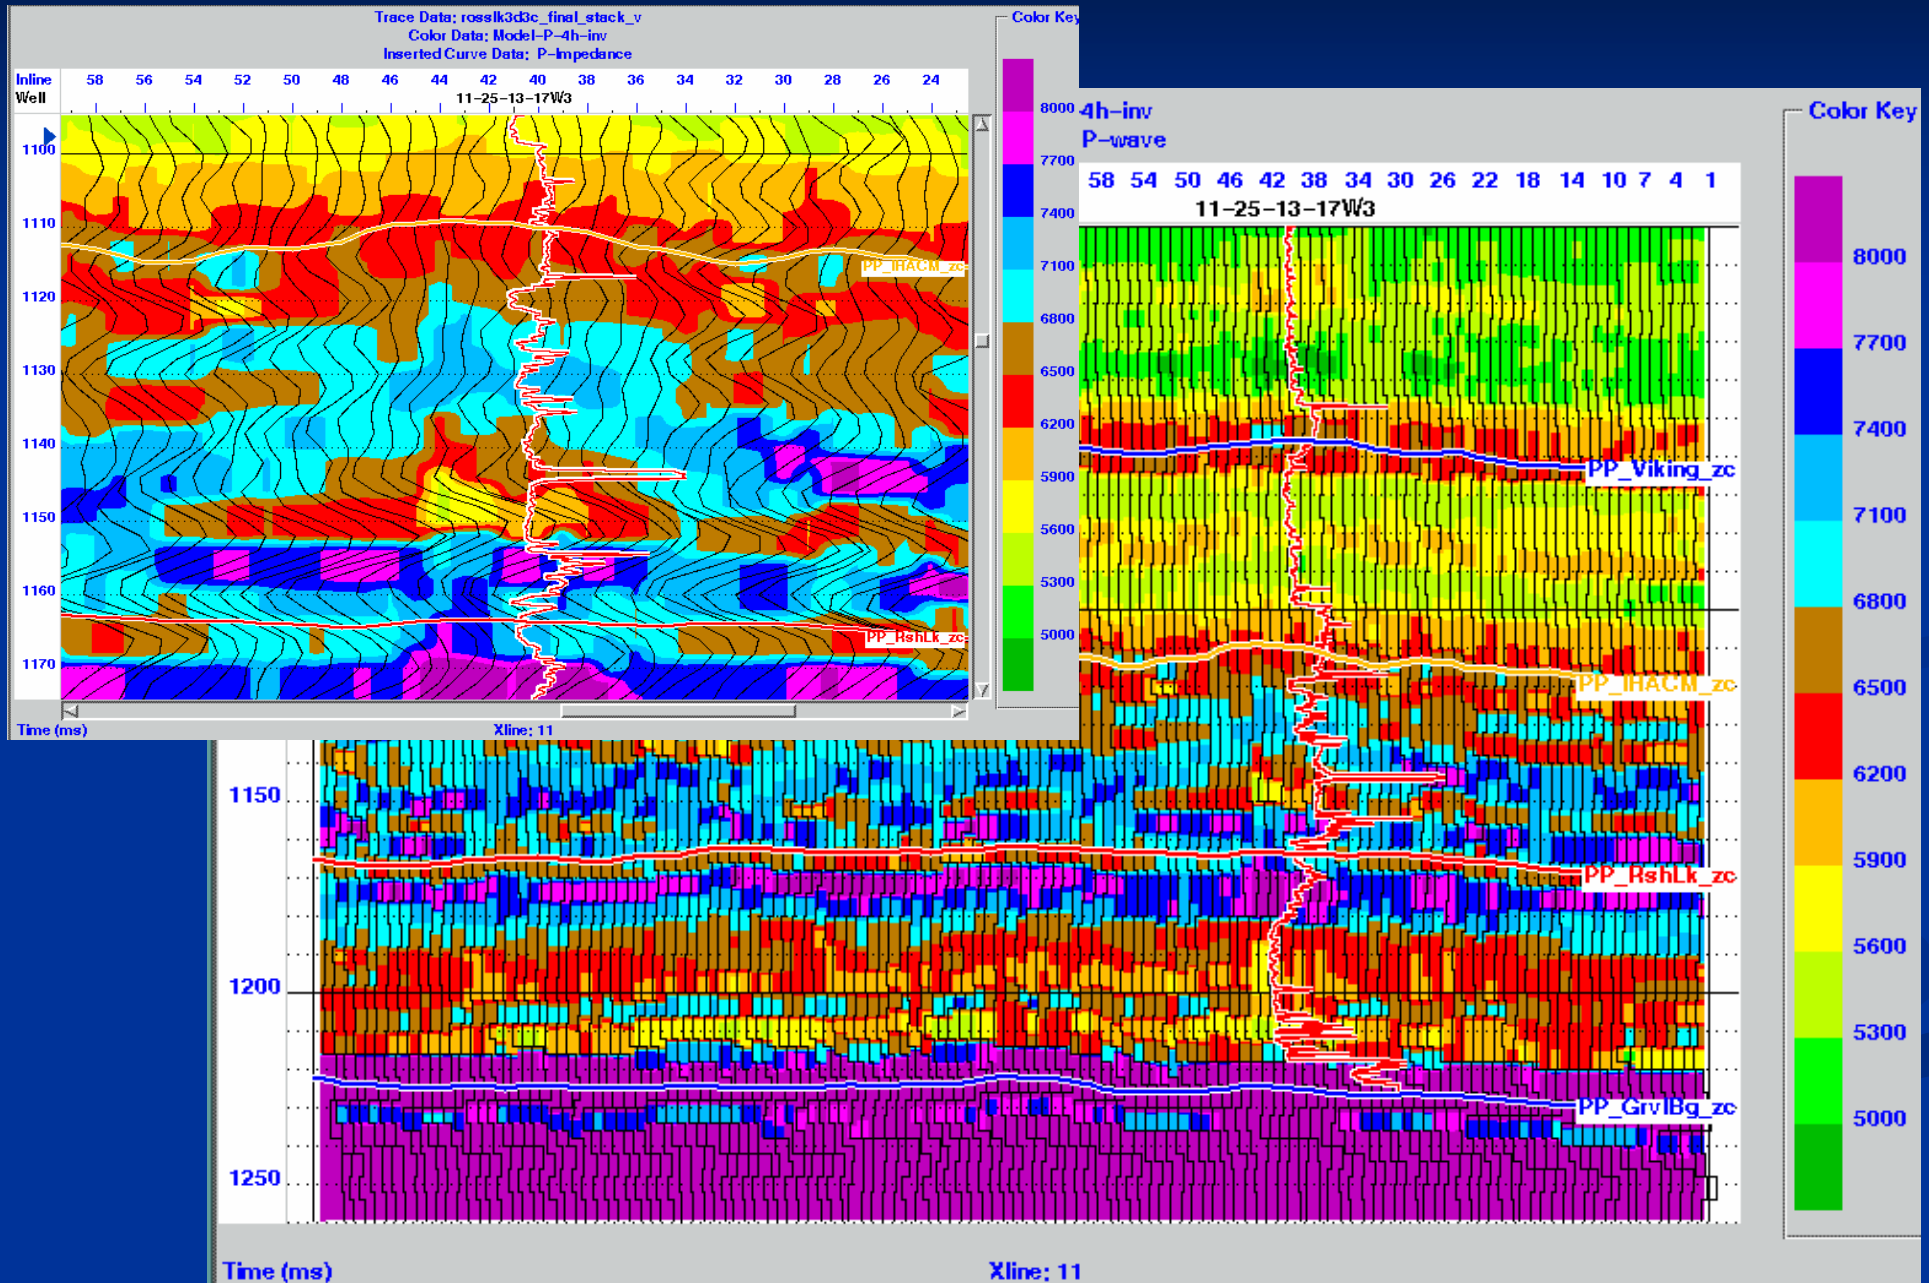 Trace Data: rosslk3d3c_final_stack_v
Color Data: Model-P-4h-inv
Inserted Curve Data: P-Impedance
Color Key
Inline 58 56 54 52 50 48 46 44 42 40 38 36 34 32 30 28 26 24
Well 11-25-13-17W3
1100
1110
1120
1130
1140
1150
1160
1170
PP_IHACM_zc
PP_RshLk_zc
8000
7700
7400
7100
6800
6500
6200
5900
5600
5300
5000
Time (ms) Xline: 11
4h-inv
P-wave
Color Key
58 54 50 46 42 38 34 30 26 22 18 14 10 7 4 1
11-25-13-17W3
PP_Viking_zc
PP_IHACM_zc
PP_RshLk_zc
PP_GrvlBg_zc
1150
1200
1250
8000
7700
7400
7100
6800
6500
6200
5900
5600
5300
5000
Time (ms) Xline: 11